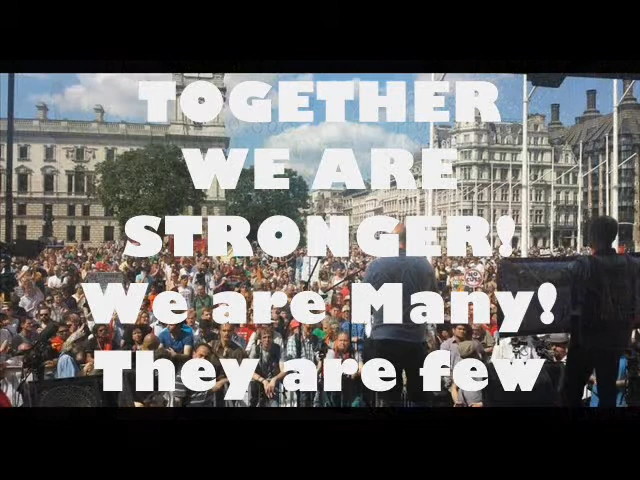 TOGETHER
WE ARE
STRONGER!
We are Many!
They are few